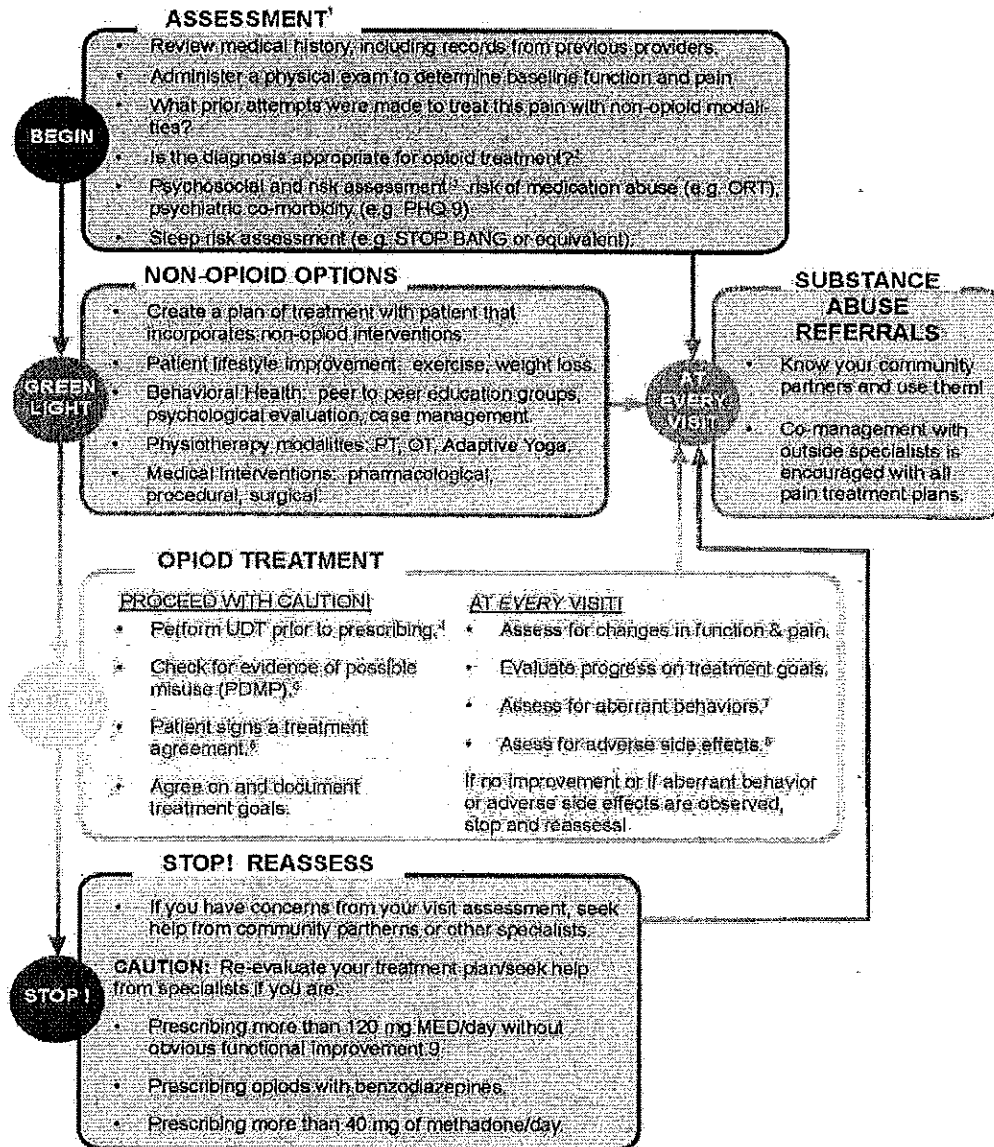 ASSESSMENT¹
BEGIN
• Review medical history, including records from previous providers.
• Administer a physical exam to determine baseline function and pain
• What prior attempts were made to treat this pain with non-opioid modali-
ties?
• Is the diagnosis appropriate for opioid treatment?
• Psychosocial and risk assessment risk of medication abuse (e.g. ORT),
psychiatric co-morbidity (e.g. PHQ 9)
• Sleep risk assessment (e.g. STOP BANG or equivalent).
NON-OPIOID OPTIONS
GREEN
LIGHT
• Create a plan of treatment with patient that
incorporates non-opiod interventions.
• Patient lifestyle improvement: exercise, weight loss.
• Behavioral Health: peer to peer education groups,
psychological evaluation, case management.
• Physiotherapy modalities: PT, OT, Adaptive Yoga.
• Medical Interventions: pharmacological,
procedural, surgical
AT
EVERY
VISIT
SUBSTANCE
ABUSE
REFERRALS
• Know your community
partners and use them!
• Co-management with
outside specialists is
encouraged with all
pain treatment plans.
OPIOD TREATMENT
PROCEED WITH CAUTION!
• Perform UDT prior to prescribing.⁴
• Check for evidence of possible
misuse (PDMP).
• Patient signs a treatment
agreement.
• Agree on and document
treatment goals.
AT EVERY VISIT!
• Assess for changes in function & pain.
• Evaluate progress on treatment goals.
• Assess for aberrant behaviors.⁷
• Asess for adverse side effects.
If no improvement or if aberrant behavior
or adverse side effects are observed,
stop and reassess!
STOP! REASSESS
STOP !
• If you have concerns from your visit assessment, seek
help from community partherns or other specialists.
CAUTION: Re-evaluate your treatment plan/seek help
from specialists if you are
• Prescribing more than 120 mg MED/day without
obvious functional improvement.9
• Prescribing opiods with benzodiazepines.
• Prescribing more than 40 mg of methadone/day.